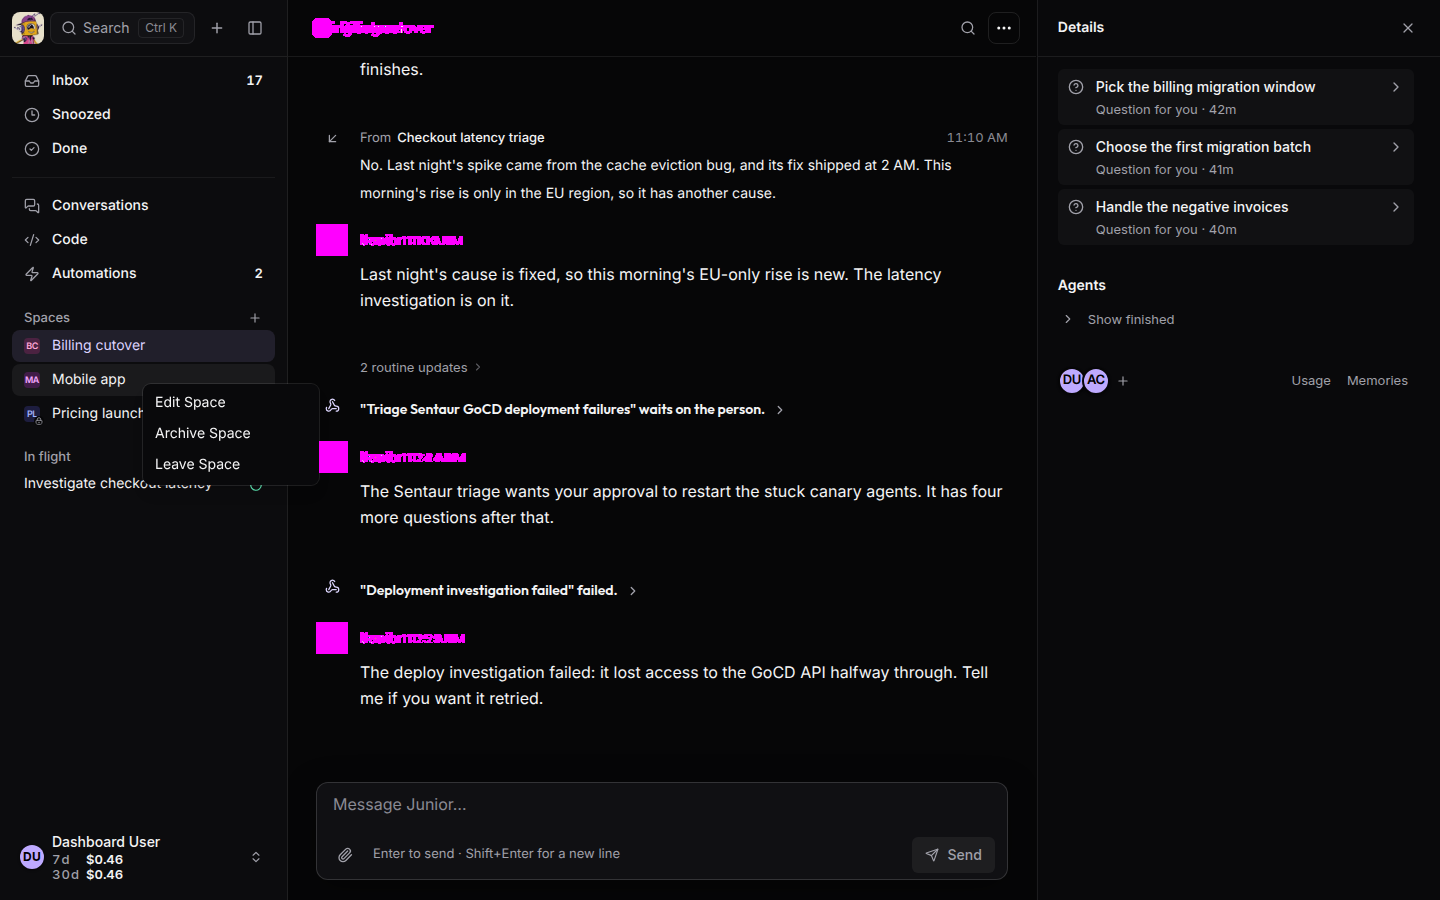 Search Ctrl K
Inbox 17
Snoozed
Done
Conversations
Code
Automations 2
Spaces
BC Billing cutover
MA Mobile app
PL Pricing launch
Edit Space
Archive Space
Leave Space
In flight
Investigate checkout latency
DU Dashboard User
7d $0.46
30d $0.46
finishes.
From Checkout latency triage 11:10 AM
No. Last night's spike came from the cache eviction bug, and its fix shipped at 2 AM. This
morning's rise is only in the EU region, so it has another cause.
Last night's cause is fixed, so this morning's EU-only rise is new. The latency
investigation is on it.
2 routine updates
"Triage Sentaur GoCD deployment failures" waits on the person.
The Sentaur triage wants your approval to restart the stuck canary agents. It has four
more questions after that.
"Deployment investigation failed" failed.
The deploy investigation failed: it lost access to the GoCD API halfway through. Tell
me if you want it retried.
Message Junior...
Enter to send · Shift+Enter for a new line
Send
Details
Pick the billing migration window
Question for you · 42m
Choose the first migration batch
Question for you · 41m
Handle the negative invoices
Question for you · 40m
Agents
Show finished
DU AC
Usage Memories